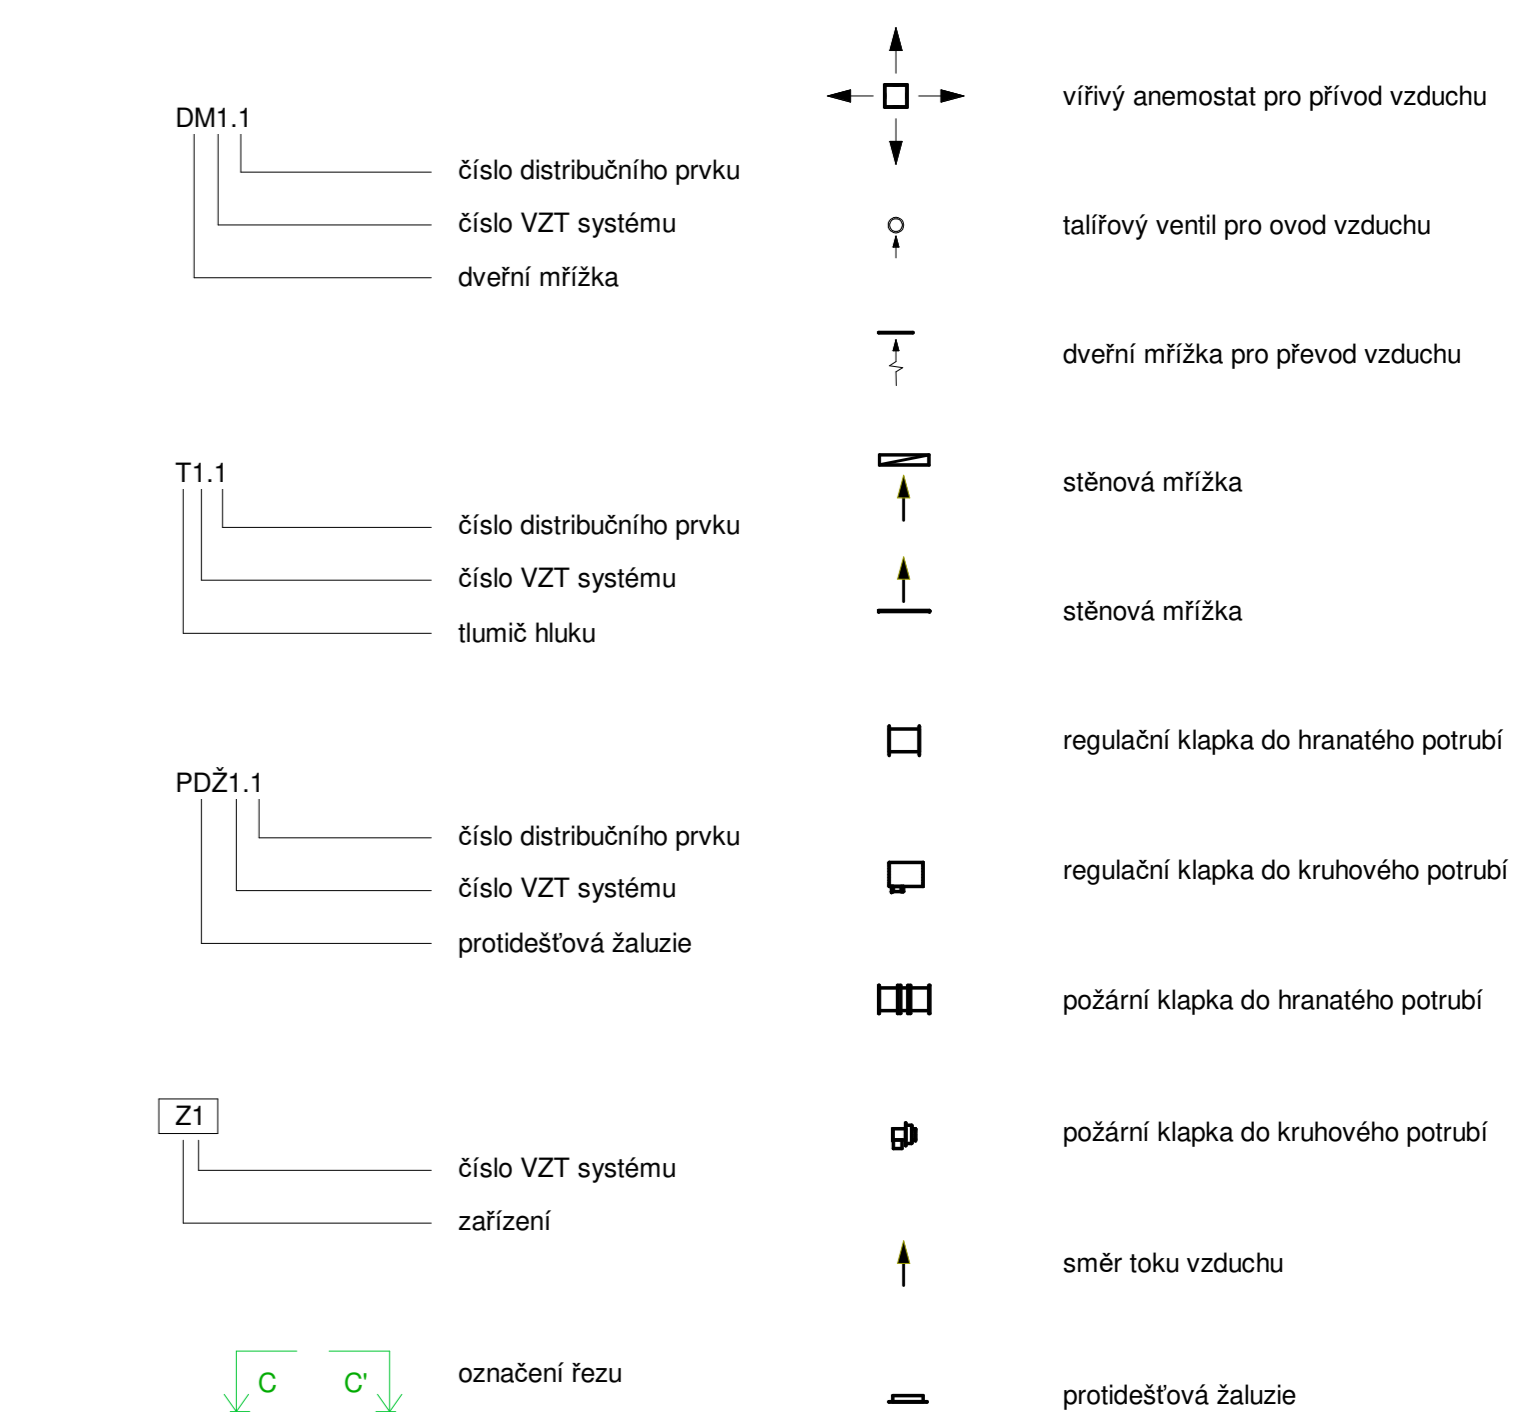 DM1.1
číslo distribučního prvku
číslo VZT systému
dveřní mřížka
T1.1
číslo distribučního prvku
číslo VZT systému
tlumič hluku
PDŽ1.1
číslo distribučního prvku
číslo VZT systému
protidešťová žaluzie
Z1
číslo VZT systému
zařízení
C C'
označení řezu
vířivý anemostat pro přívod vzduchu
talířový ventil pro ovod vzduchu
dveřní mřížka pro převod vzduchu
stěnová mřížka
stěnová mřížka
regulační klapka do hranatého potrubí
regulační klapka do kruhového potrubí
požární klapka do hranatého potrubí
požární klapka do kruhového potrubí
směr toku vzduchu
protidešťová žaluzie